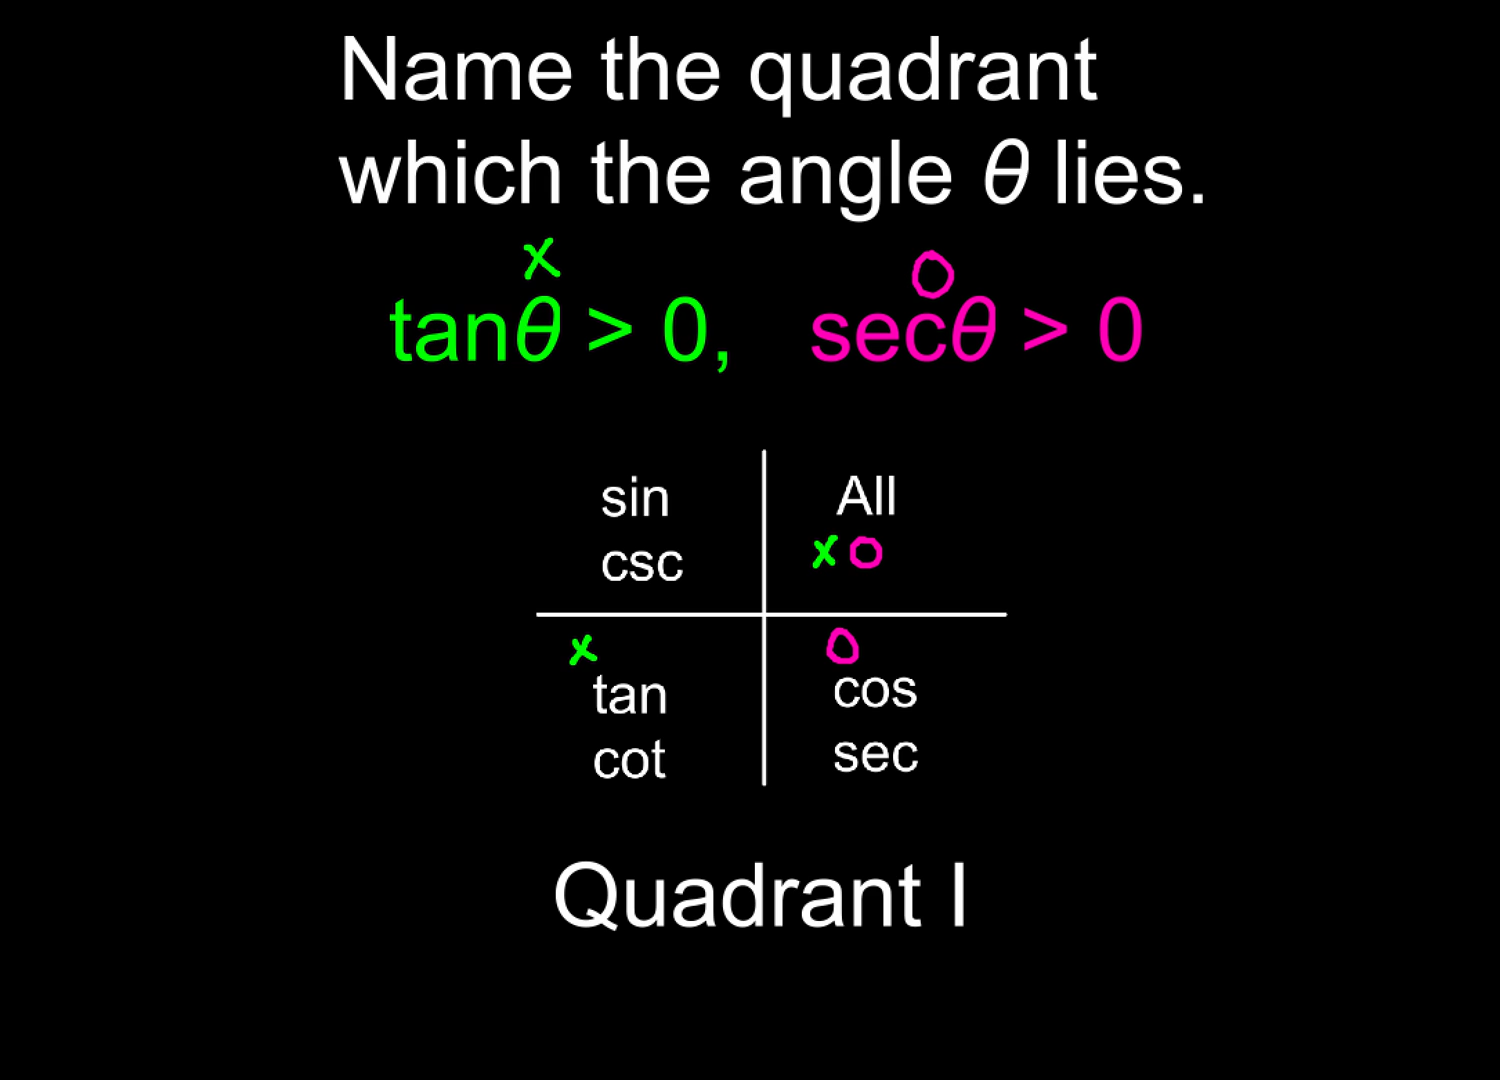 Name the quadrant
which the angle θ lies.
x
o
tanθ > 0, secθ > 0
sin
csc
All
x o
x
tan
cot
o
cos
sec
Quadrant I